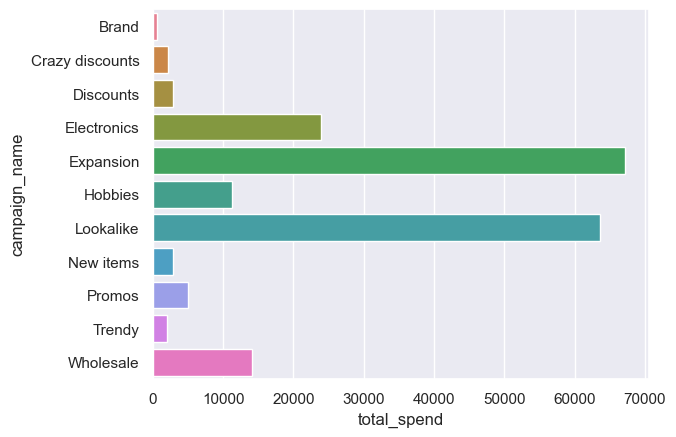 campaign_name
Brand
Crazy discounts
Discounts
Electronics
Expansion
Hobbies
Lookalike
New items
Promos
Trendy
Wholesale
0 10000 20000 30000 40000 50000 60000 70000
total_spend